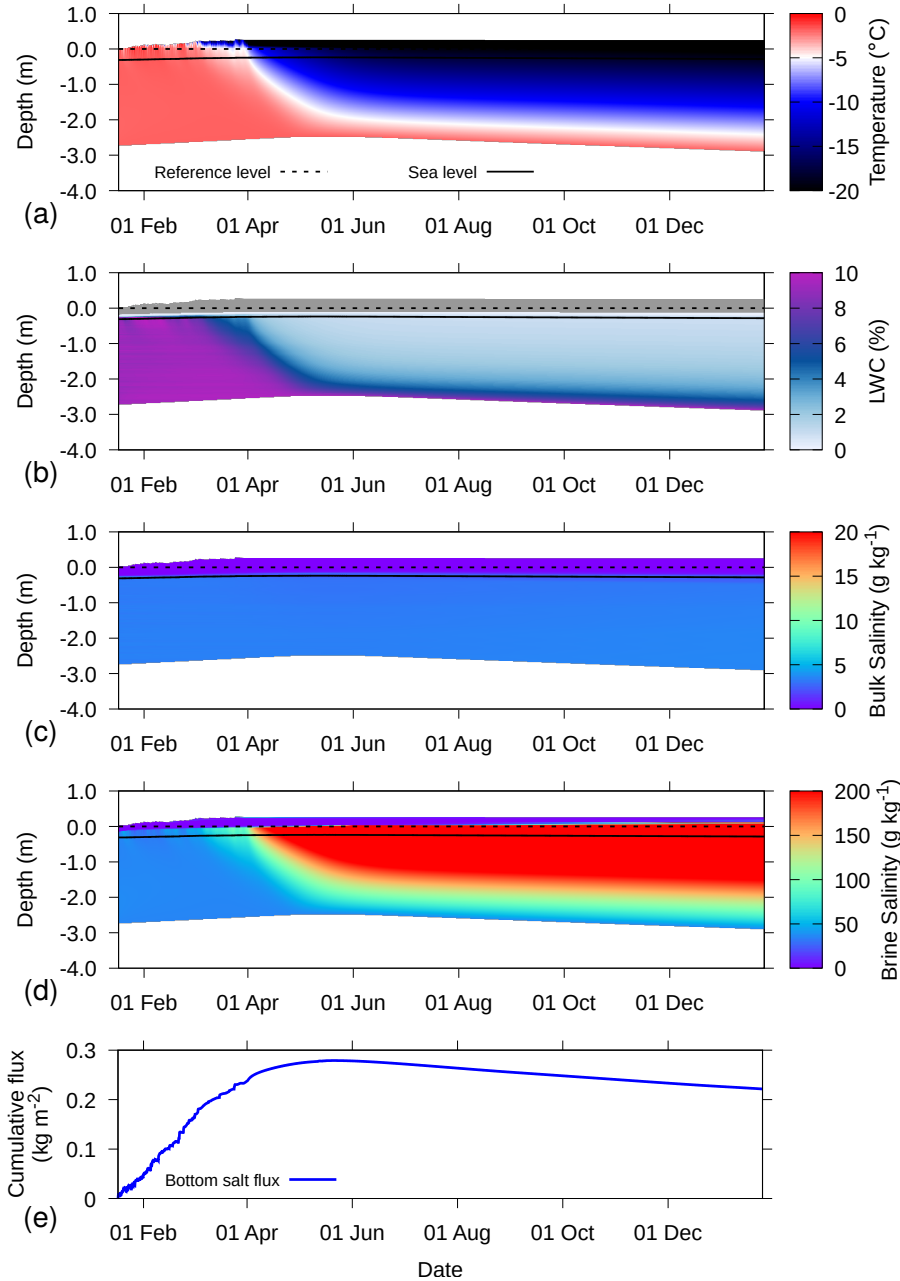 1.0
0.0
-1.0
-2.0
-3.0
-4.0
Depth (m)
Reference level
Sea level
0
-5
-10
-15
-20
Temperature (°C)
(a)
01 Feb 01 Apr 01 Jun 01 Aug 01 Oct 01 Dec
1.0
0.0
-1.0
-2.0
-3.0
-4.0
Depth (m)
10
8
6
4
2
0
LWC (%)
(b)
01 Feb 01 Apr 01 Jun 01 Aug 01 Oct 01 Dec
1.0
0.0
-1.0
-2.0
-3.0
-4.0
Depth (m)
20
15
10
5
0
Bulk Salinity (g kg⁻¹)
(c)
01 Feb 01 Apr 01 Jun 01 Aug 01 Oct 01 Dec
1.0
0.0
-1.0
-2.0
-3.0
-4.0
Depth (m)
200
150
100
50
0
Brine Salinity (g kg⁻¹)
(d)
01 Feb 01 Apr 01 Jun 01 Aug 01 Oct 01 Dec
0.3
0.2
0.1
0
Cumulative flux
(kg m⁻²)
Bottom salt flux
(e)
01 Feb 01 Apr 01 Jun 01 Aug 01 Oct 01 Dec
Date